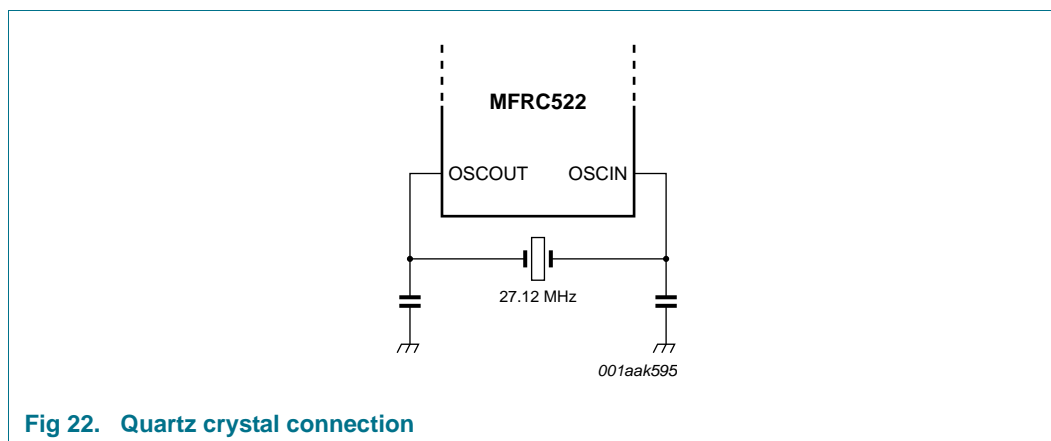 MFRC522
OSCOUT OSCIN
27.12 MHz
001aak595
Fig 22. Quartz crystal connection